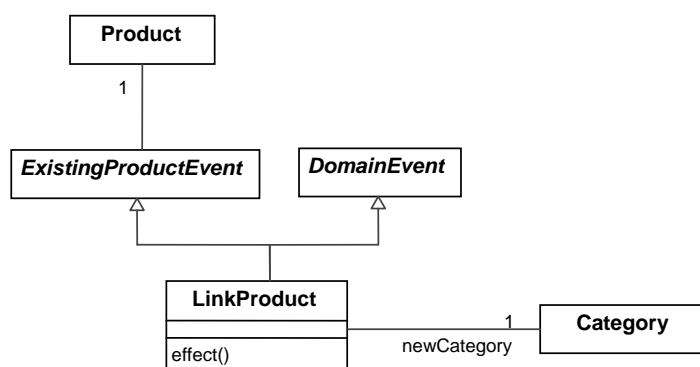 Product
1
ExistingProductEvent
DomainEvent
LinkProduct
effect()
1
newCategory
Category